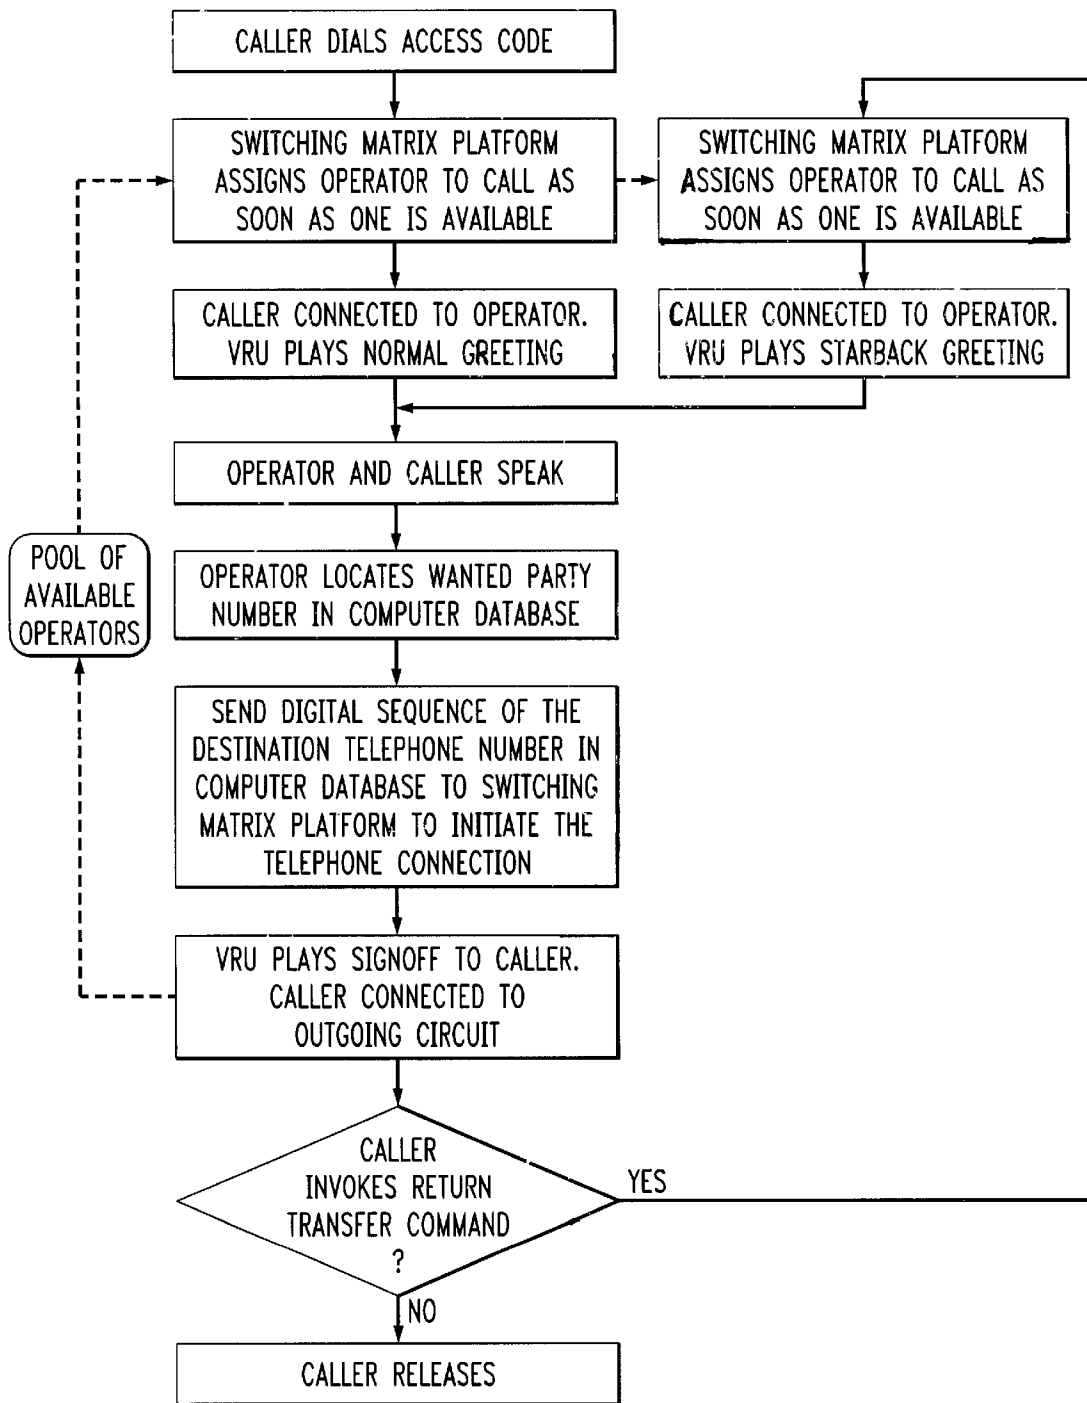 CALLER DIALS ACCESS CODE
SWITCHING MATRIX PLATFORM
ASSIGNS OPERATOR TO CALL AS
SOON AS ONE IS AVAILABLE
SWITCHING MATRIX PLATFORM
ASSIGNS OPERATOR TO CALL AS
SOON AS ONE IS AVAILABLE
CALLER CONNECTED TO OPERATOR.
VRU PLAYS NORMAL GREETING
CALLER CONNECTED TO OPERATOR.
VRU PLAYS STARBACK GREETING
OPERATOR AND CALLER SPEAK
POOL OF
AVAILABLE
OPERATORS
OPERATOR LOCATES WANTED PARTY
NUMBER IN COMPUTER DATABASE
SEND DIGITAL SEQUENCE OF THE
DESTINATION TELEPHONE NUMBER IN
COMPUTER DATABASE TO SWITCHING
MATRIX PLATFORM TO INITIATE THE
TELEPHONE CONNECTION
VRU PLAYS SIGNOFF TO CALLER.
CALLER CONNECTED TO
OUTGOING CIRCUIT
CALLER
INVOKES RETURN
TRANSFER COMMAND
?
YES
NO
CALLER RELEASES